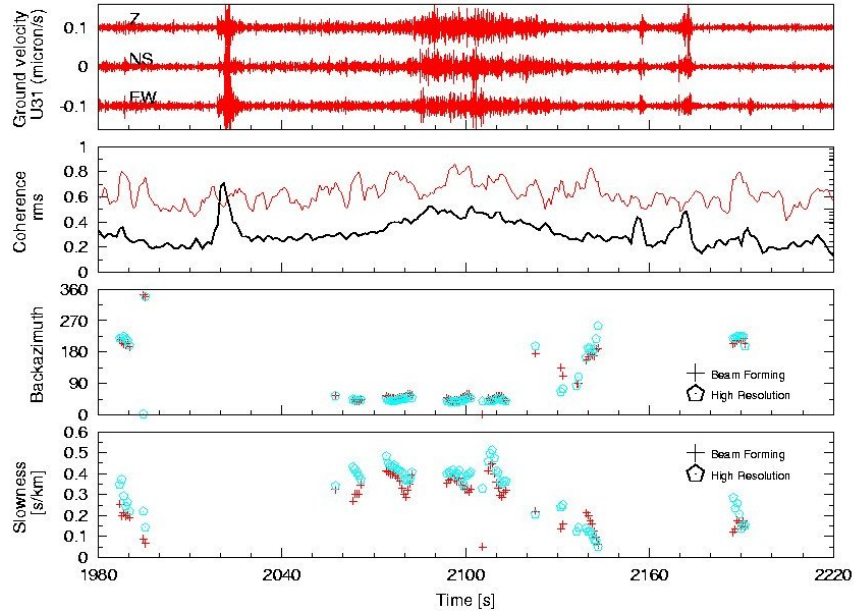 Ground velocity
U31 (micron/s)
0.1
0
-0.1
Z
NS
EW
Coherence
rms
1
0.8
0.6
0.4
0.2
0
Backazimuth
360
270
180
90
0
Beam Forming
High Resolution
Slowness
[s/km]
0.6
0.5
0.4
0.3
0.2
0.1
0
Beam Forming
High Resolution
1980
2040
2100
2160
2220
Time [s]